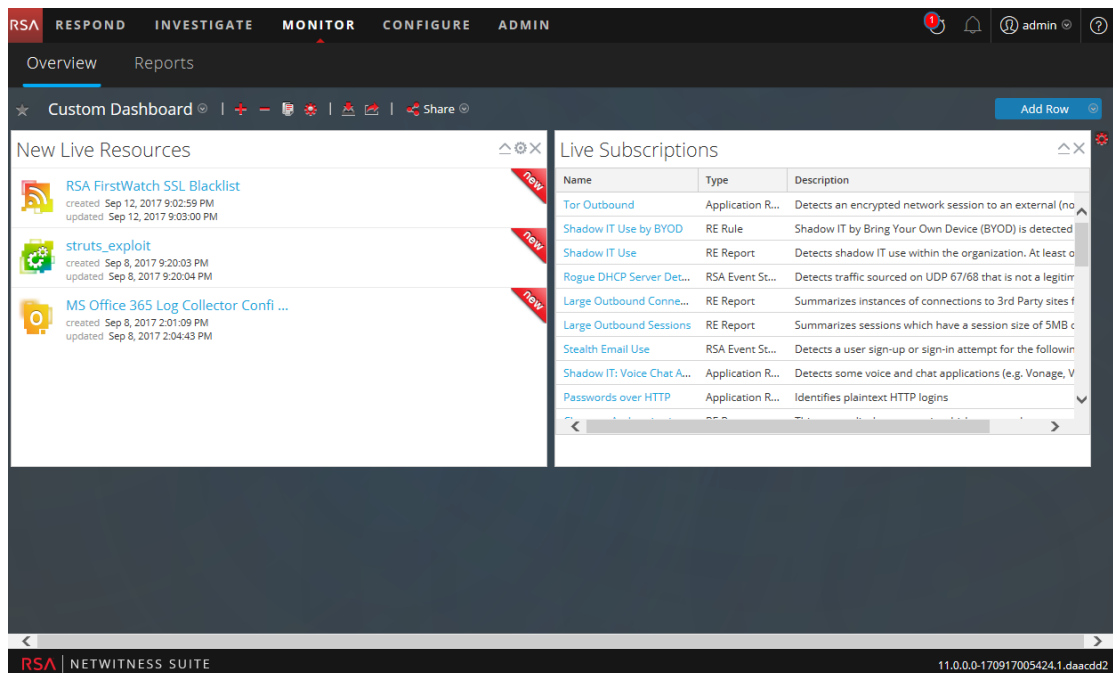 RSA RESPOND INVESTIGATE MONITOR CONFIGURE ADMIN 1 admin ?
Overview Reports
Custom Dashboard Share Add Row
New Live Resources
RSA FirstWatch SSL Blacklist
created Sep 12, 2017 9:02:59 PM
updated Sep 12, 2017 9:03:00 PM
new
struts_exploit
created Sep 8, 2017 9:20:03 PM
updated Sep 8, 2017 9:20:04 PM
new
MS Office 365 Log Collector Confi ...
created Sep 8, 2017 2:01:09 PM
updated Sep 8, 2017 2:04:43 PM
new
Live Subscriptions
Name Type Description
Tor Outbound Application R... Detects an encrypted network session to an external (no
Shadow IT Use by BYOD RE Rule Shadow IT by Bring Your Own Device (BYOD) is detected
Shadow IT Use RE Report Detects shadow IT use within the organization. At least o
Rogue DHCP Server Det... RSA Event St... Detects traffic sourced on UDP 67/68 that is not a legitim
Large Outbound Conne... RE Report Summarizes instances of connections to 3rd Party sites f
Large Outbound Sessions RE Report Summarizes sessions which have a session size of 5MB
Stealth Email Use RSA Event St... Detects a user sign-up or sign-in attempt for the followin
Shadow IT: Voice Chat A... Application R... Detects some voice and chat applications (e.g. Vonage, V
Passwords over HTTP Application R... Identifies plaintext HTTP logins
RSA NETWITNESS SUITE 11.0.0.0-170917005424.1.daacdd2